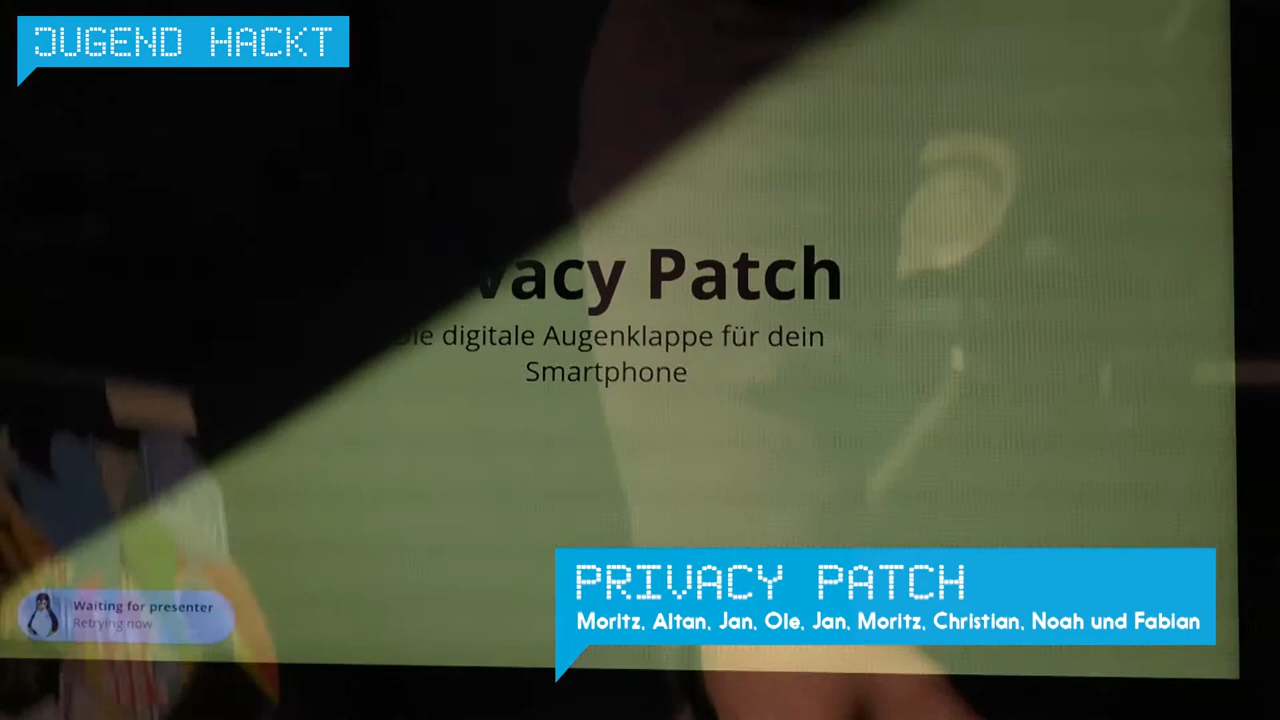 JUGEND HACKT
vacy Patch
Die digitale Augenklappe für dein
Smartphone
Waiting for presenter
Retrying now
PRIVACY PATCH
Moritz, Altan, Jan, Ole, Jan, Moritz, Christian, Noah und Fabian